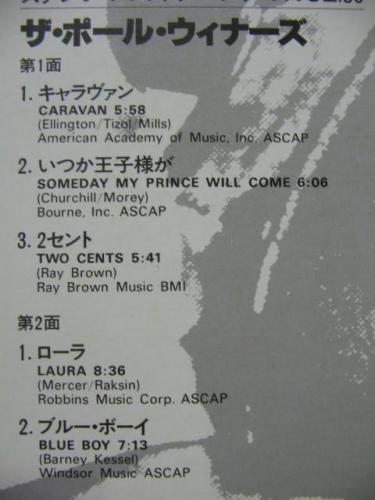 ザ・ポール・ウィナーズ
第1面
1. キャラヴァン
CARAVAN 5:58
(Ellington/Tizol/Mills)
American Academy of Music, Inc. ASCAP
2. いつか王子様が
SOMEDAY MY PRINCE WILL COME 6:06
(Churchill/Morey)
Bourne, Inc. ASCAP
3. 2セント
TWO CENTS 5:41
(Ray Brown)
Ray Brown Music BMI
第2面
1. ローラ
LAURA 8:36
(Mercer/Raksin)
Robbins Music Corp. ASCAP
2. ブルー・ボーイ
BLUE BOY 7:13
(Barney Kessel)
Windsor Music ASCAP